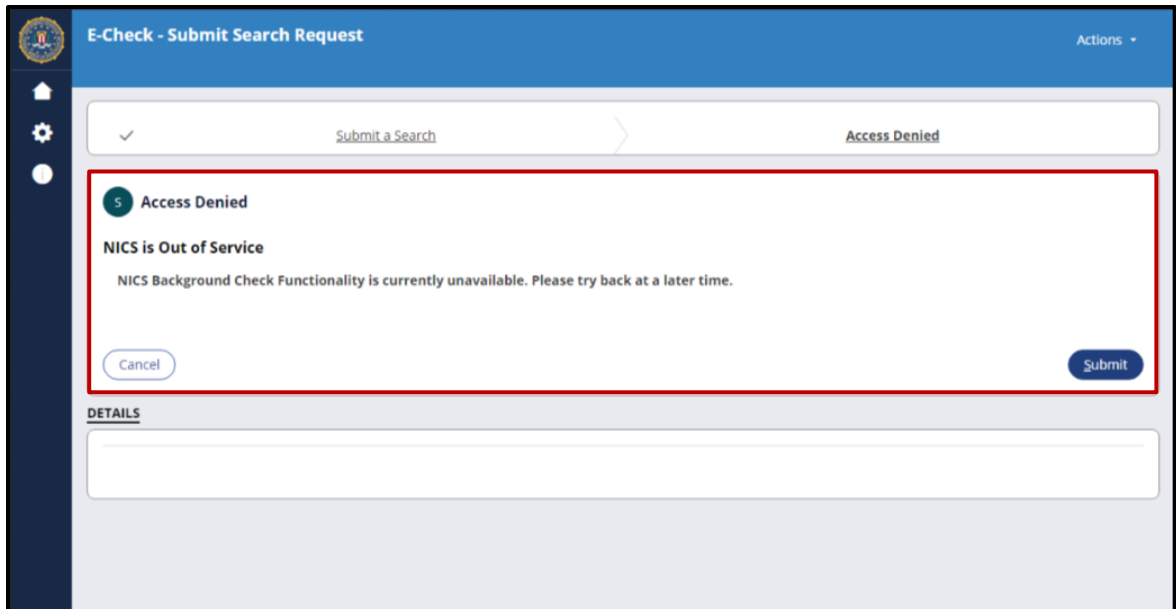 E-Check - Submit Search Request
Actions
Submit a Search
Access Denied
S
Access Denied
NICS is Out of Service
NICS Background Check Functionality is currently unavailable. Please try back at a later time.
Cancel
Submit
DETAILS